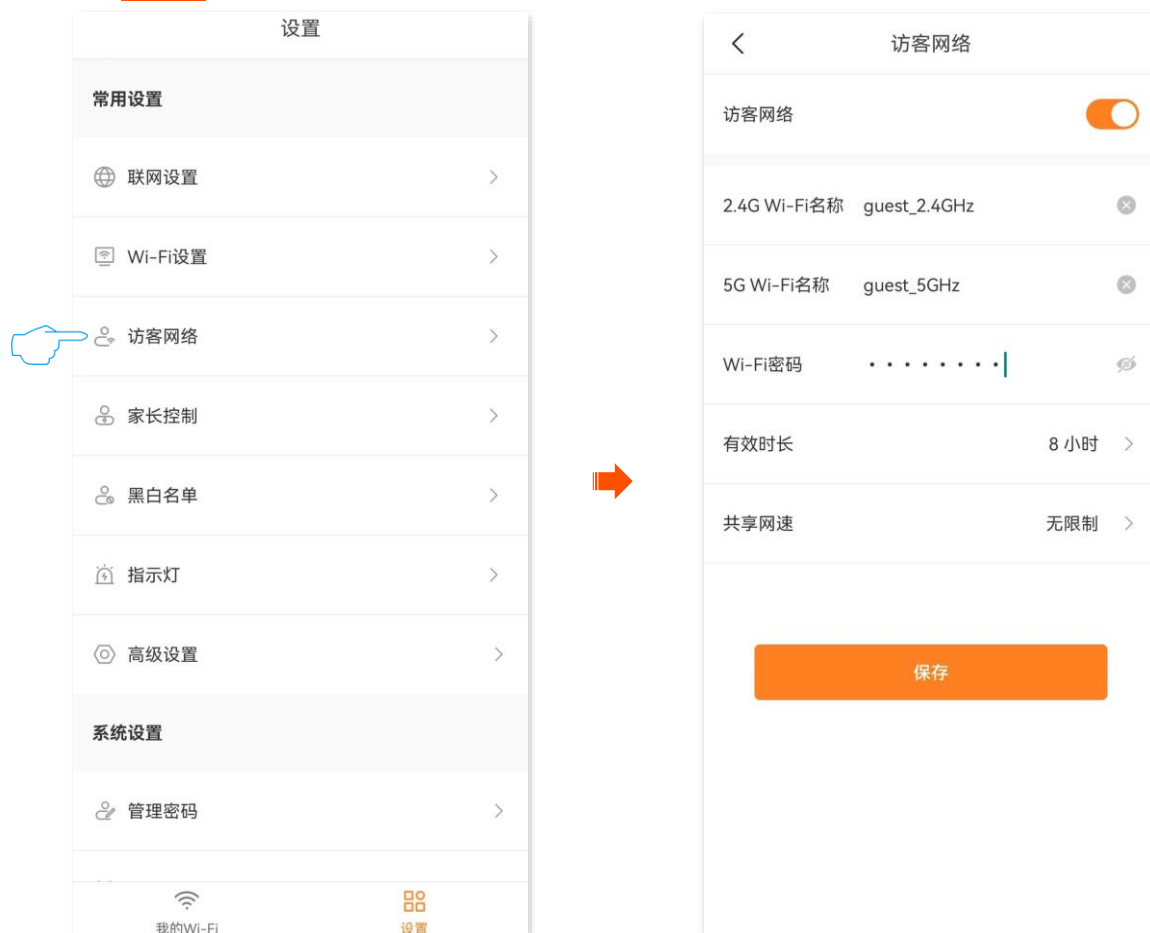 设置
常用设置
联网设置
Wi-Fi设置
访客网络
家长控制
黑白名单
指示灯
高级设置
系统设置
管理密码
我的Wi-Fi
设置
访客网络
访客网络
2.4G Wi-Fi名称 guest_2.4GHz
5G Wi-Fi名称 guest_5GHz
Wi-Fi密码 ········
有效时长 8 小时
共享网速 无限制
保存